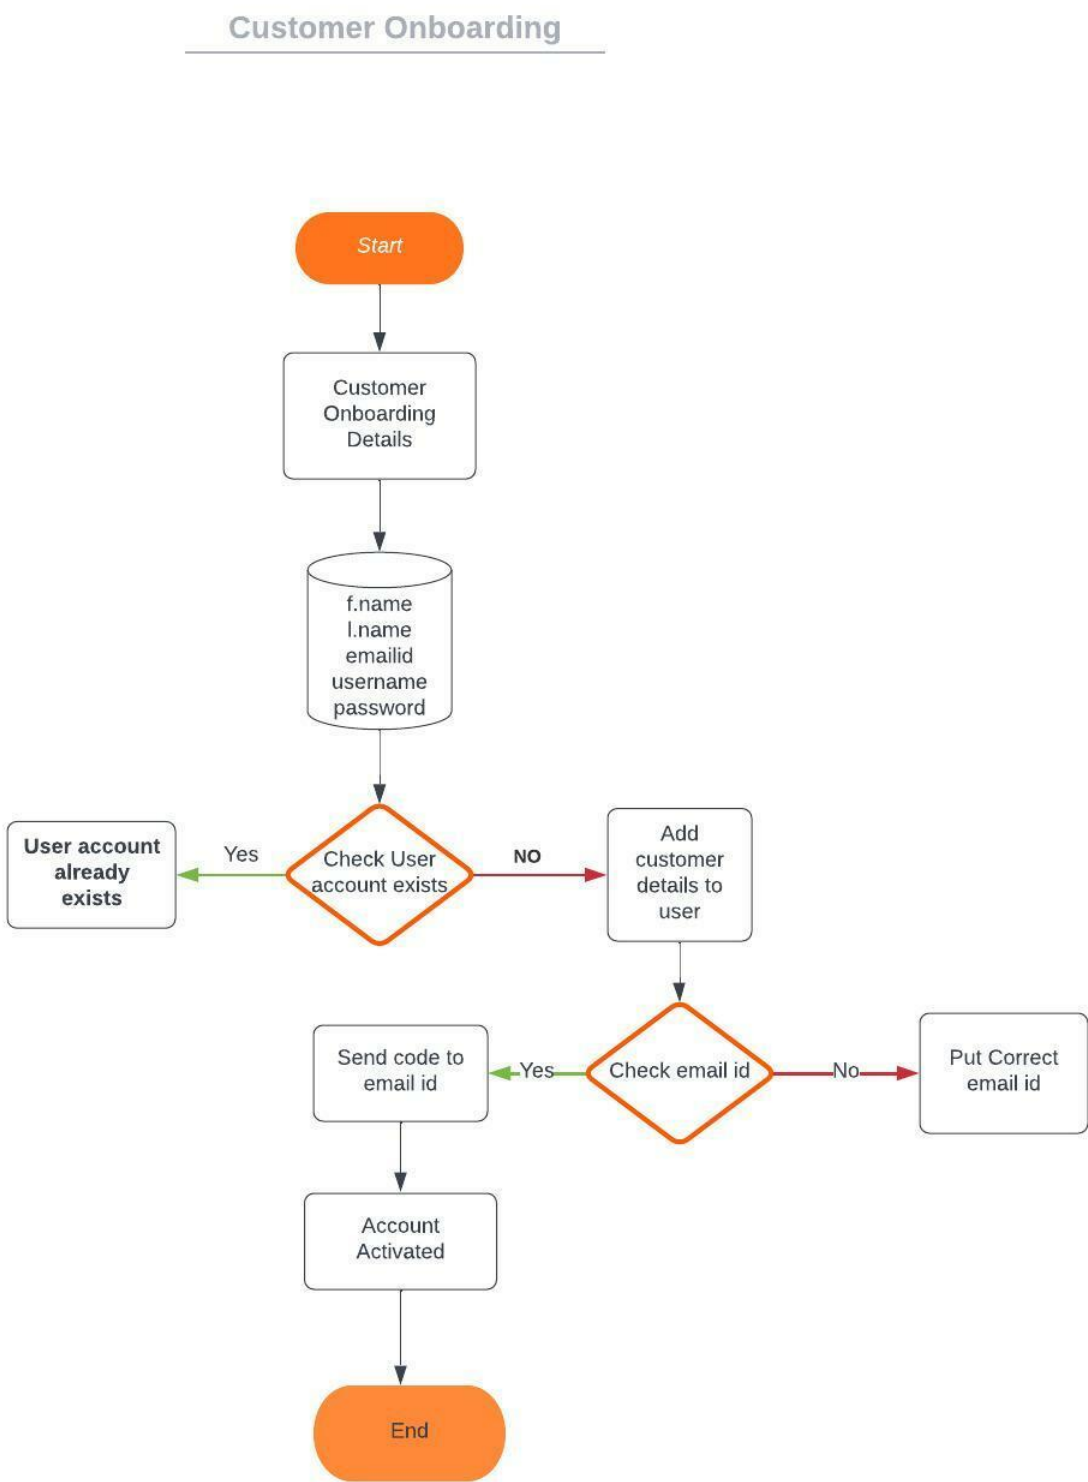 Customer Onboarding
Start
Customer
Onboarding
Details
f.name
l.name
emailid
username
password
User account
already
exists
Yes
Check User
account exists
NO
Add
customer
details to
user
Send code to
email id
Yes
Check email id
No
Put Correct
email id
Account
Activated
End